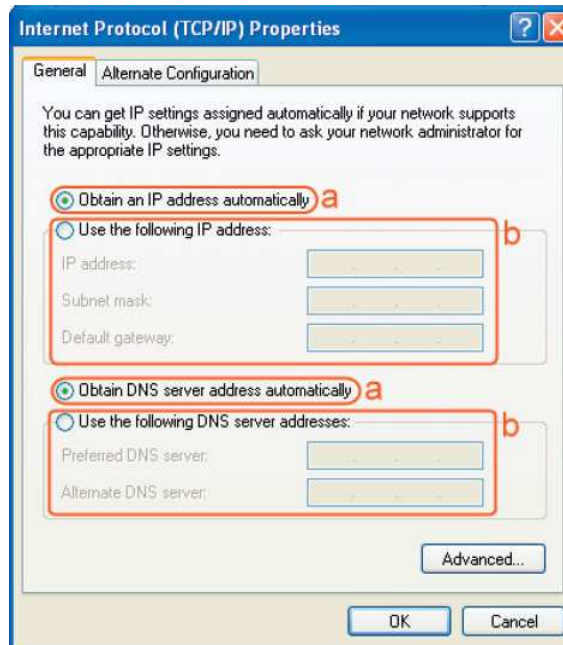 Internet Protocol (TCP/IP) Properties
General
Alternate Configuration
You can get IP settings assigned automatically if your network supports
this capability. Otherwise, you need to ask your network administrator for
the appropriate IP settings.
Obtain an IP address automatically a
Use the following IP address: b
IP address:
Subnet mask:
Default gateway:
Obtain DNS server address automatically a
Use the following DNS server addresses: b
Preferred DNS server:
Alternate DNS server:
Advanced...
OK
Cancel